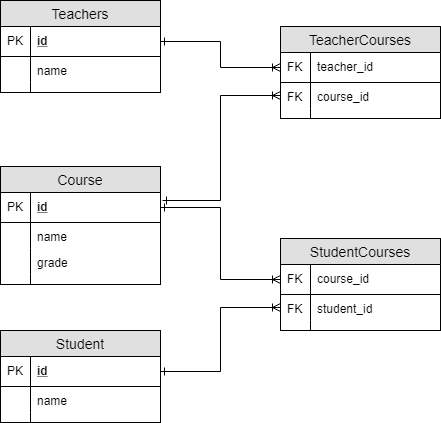 Teachers
PK id
name
TeacherCourses
FK teacher_id
FK course_id
Course
PK id
name
grade
StudentCourses
FK course_id
FK student_id
Student
PK id
name